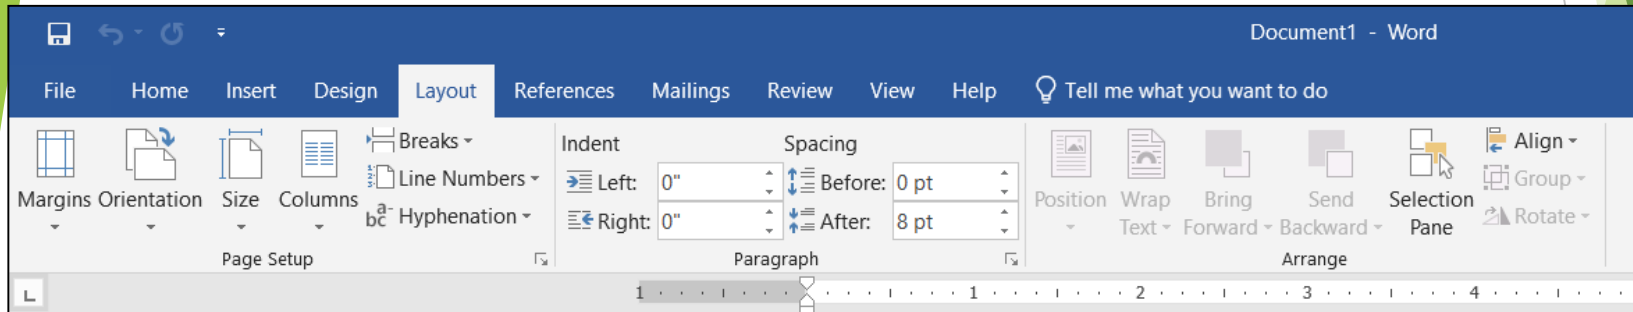 Document1 - Word
File Home Insert Design Layout References Mailings Review View Help Tell me what you want to do
Margins Orientation Size Columns
Breaks
Line Numbers
Hyphenation
Page Setup
Indent Spacing
Left: 0" Before: 0 pt
Right: 0" After: 8 pt
Paragraph
Position Wrap Text Bring Forward Send Backward Selection Pane
Align
Group
Rotate
Arrange
1 1 2 3 4